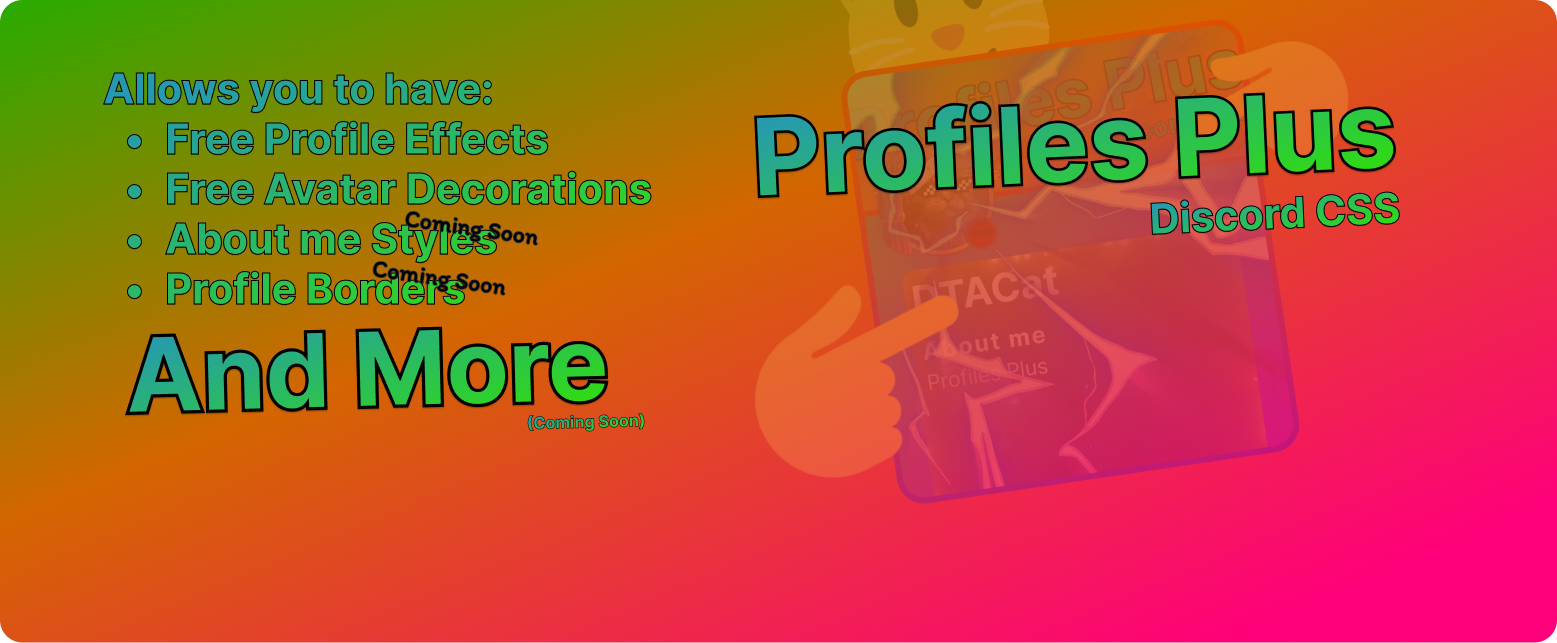 Allows you to have:
Free Profile Effects
Free Avatar Decorations
About me Styles
Coming Soon
Profile Borders
Coming Soon
And More
(Coming Soon)
Profiles Plus
Profiles Plus
Discord CSS
DTACat
About me
Profiles Plus